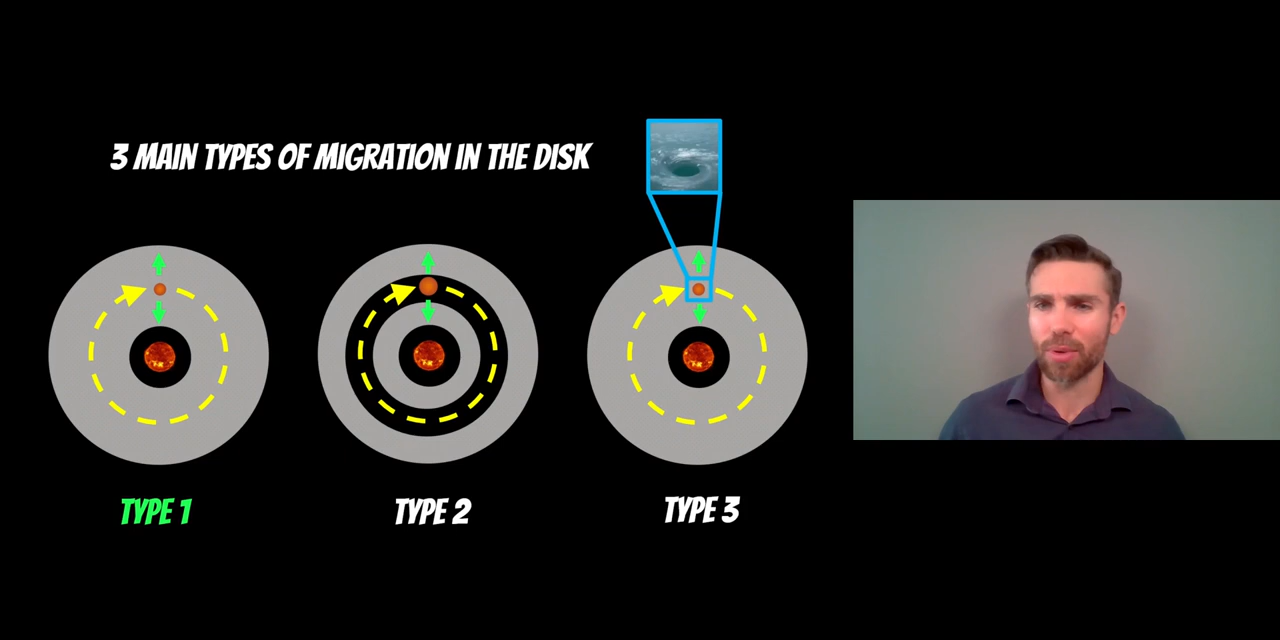 3 MAIN TYPES OF MIGRATION IN THE DISK
TYPE 1
TYPE 2
TYPE 3